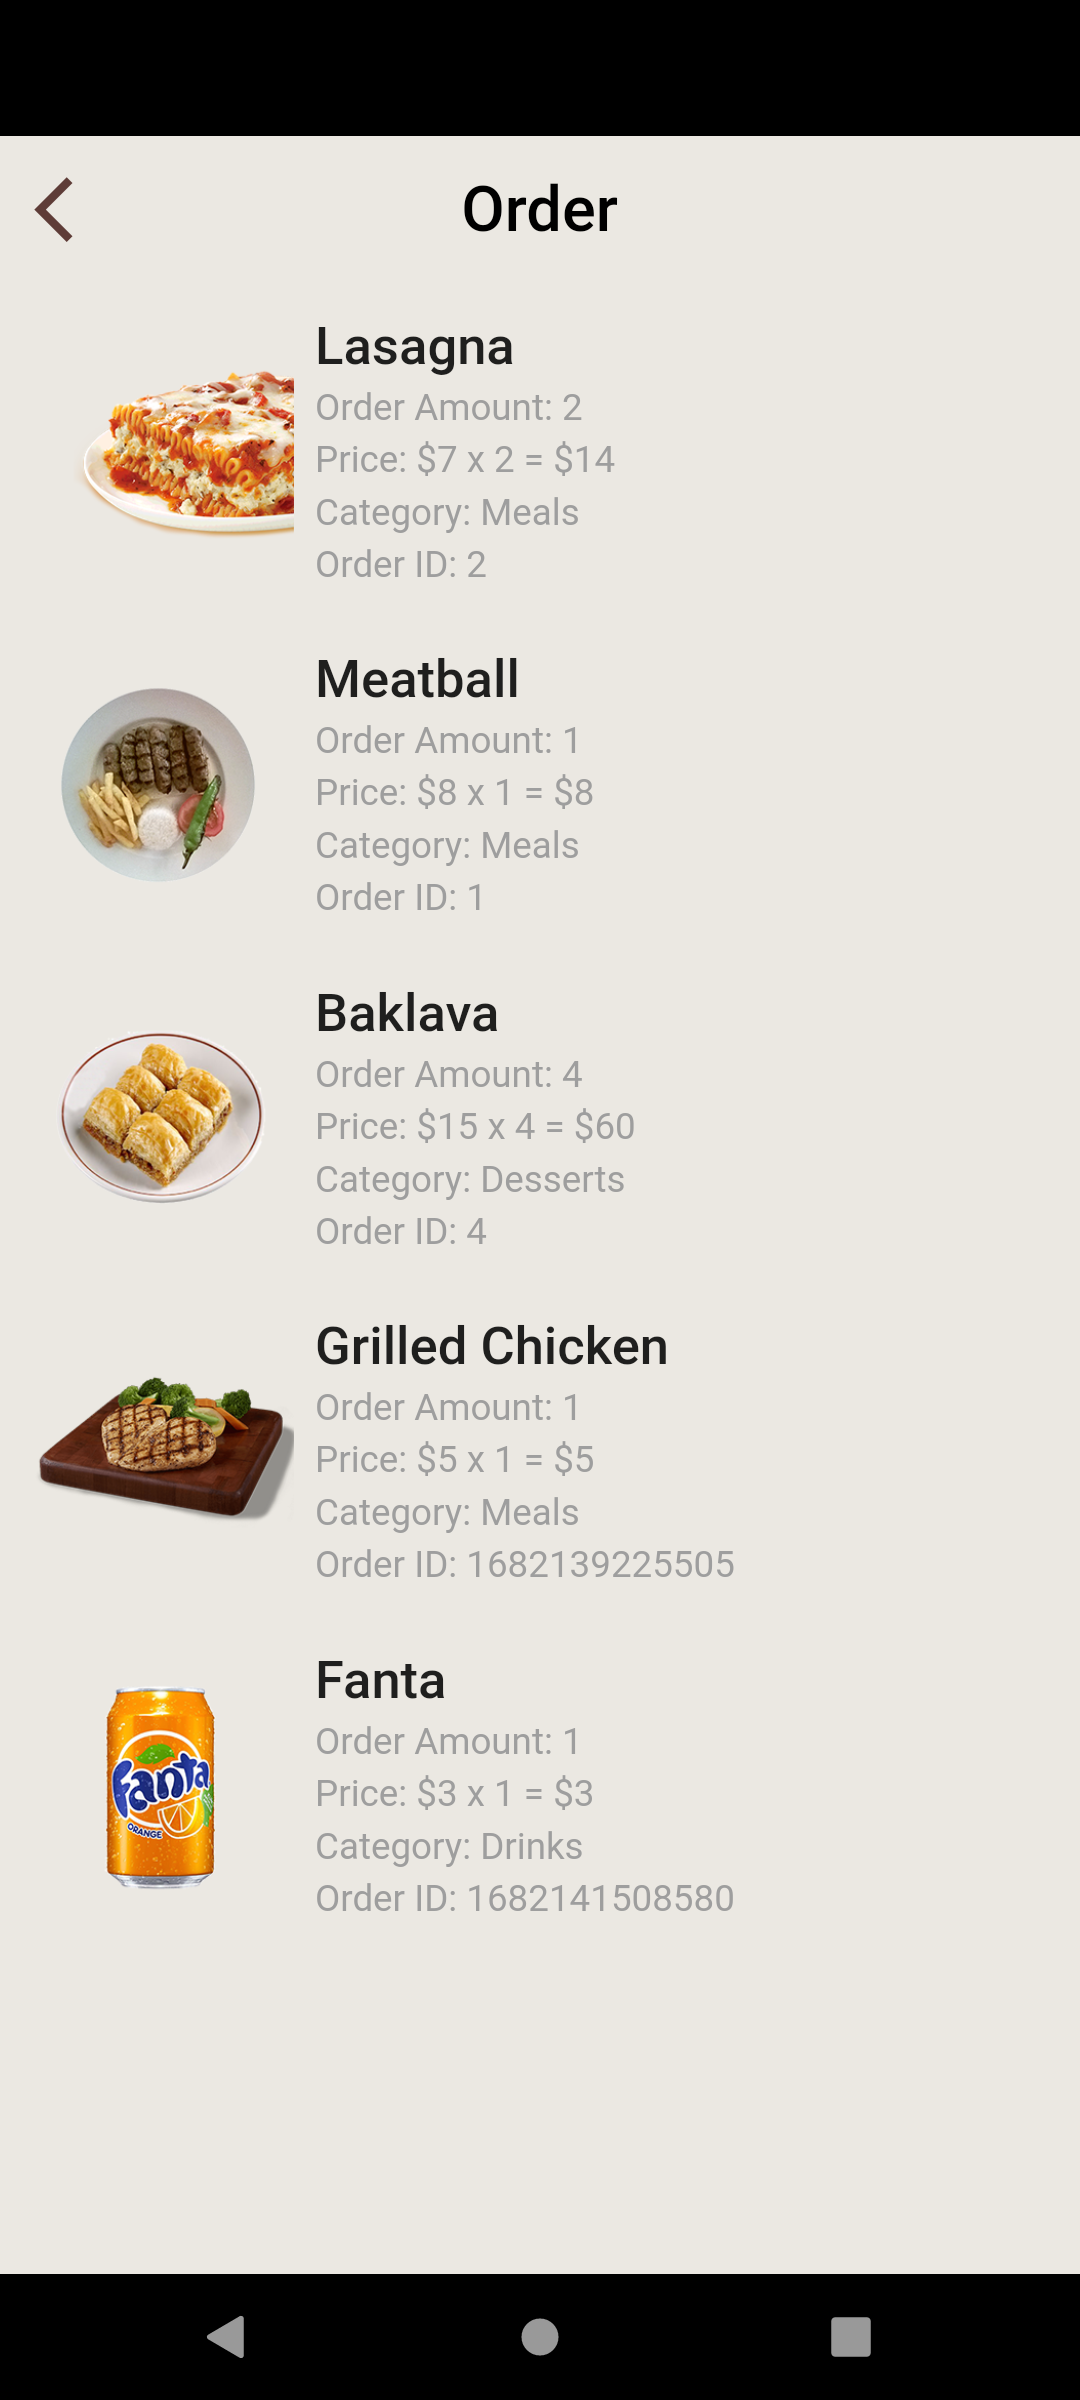 Order
Lasagna
Order Amount: 2
Price: $7 x 2 = $14
Category: Meals
Order ID: 2
Meatball
Order Amount: 1
Price: $8 x 1 = $8
Category: Meals
Order ID: 1
Baklava
Order Amount: 4
Price: $15 x 4 = $60
Category: Desserts
Order ID: 4
Grilled Chicken
Order Amount: 1
Price: $5 x 1 = $5
Category: Meals
Order ID: 1682139225505
Fanta
Order Amount: 1
Price: $3 x 1 = $3
Category: Drinks
Order ID: 1682141508580
Fanta
ORANGE